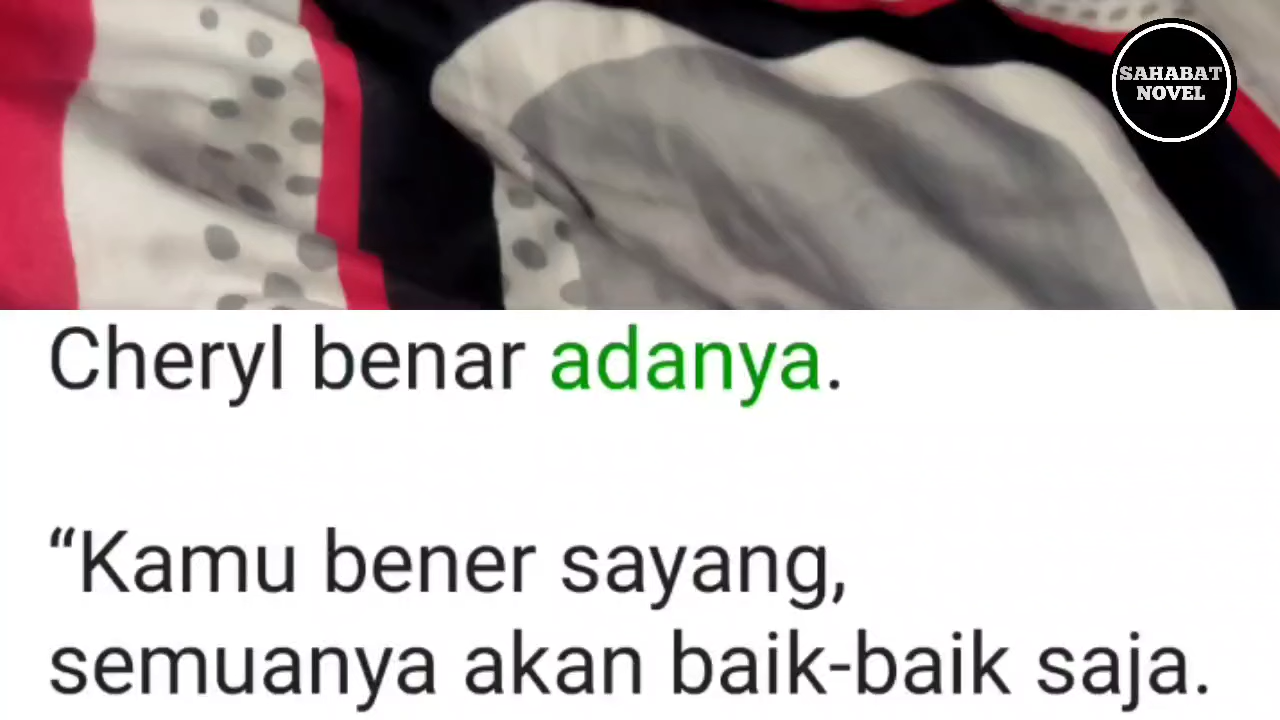 SAHABAT
NOVEL
Cheryl benar adanya.
“Kamu bener sayang,
semuanya akan baik-baik saja.